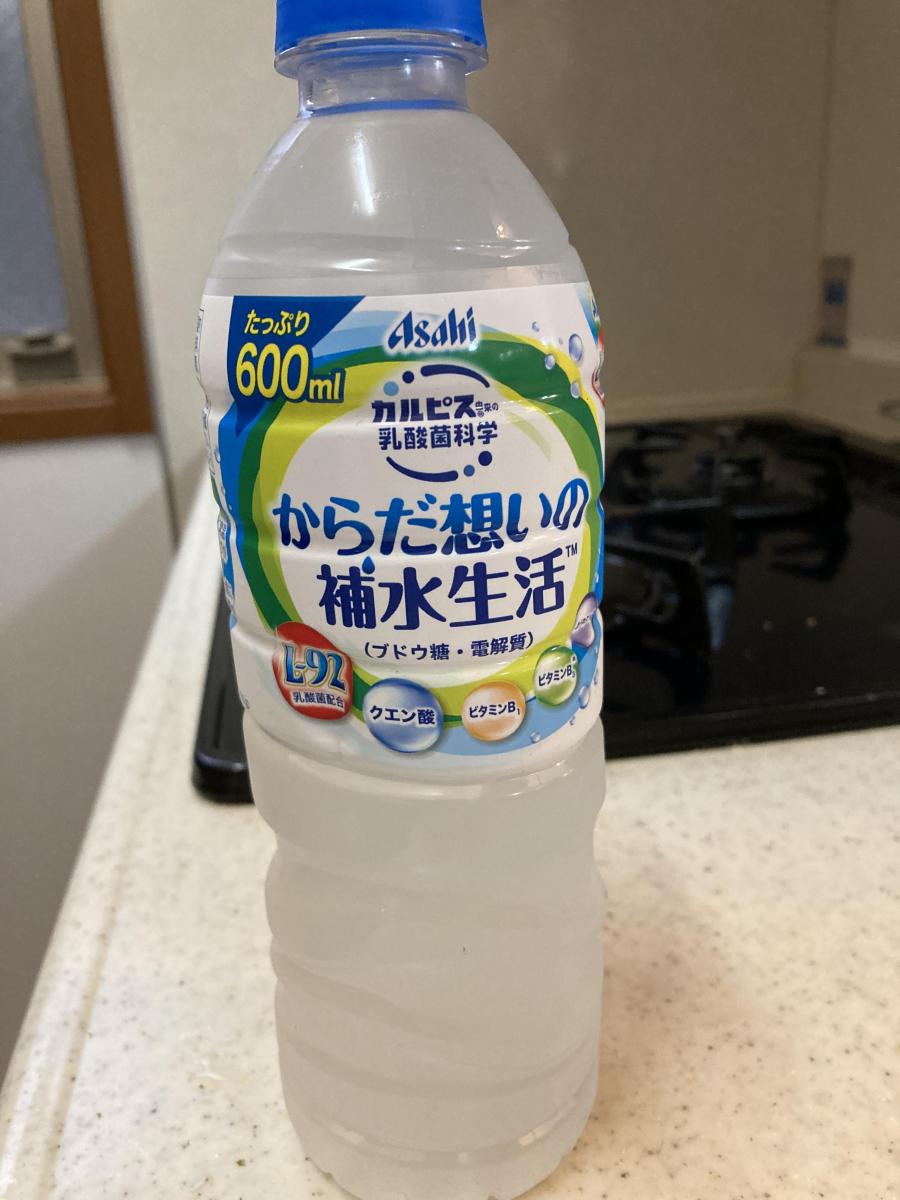 たっぷり
600ml
Asahi
カルピス®由来の
乳酸菌科学
からだ想いの
補水生活™
(ブドウ糖・電解質)
L-92
乳酸菌配合
クエン酸
ビタミンB1
ビタミンB